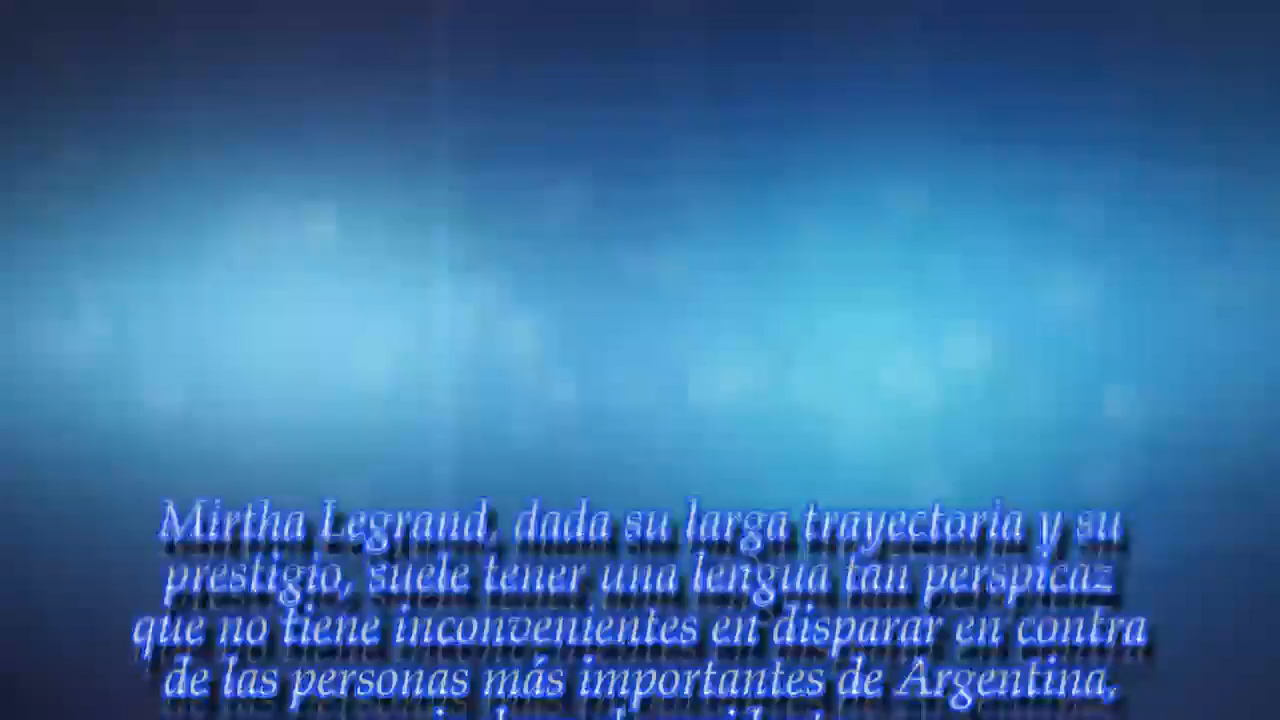 Mirtha Legrand, dada su larga trayectoria y su
prestigio, suele tener una lengua tan perspicaz
que no tiene inconvenientes en disparar en contra
de las personas más importantes de Argentina,